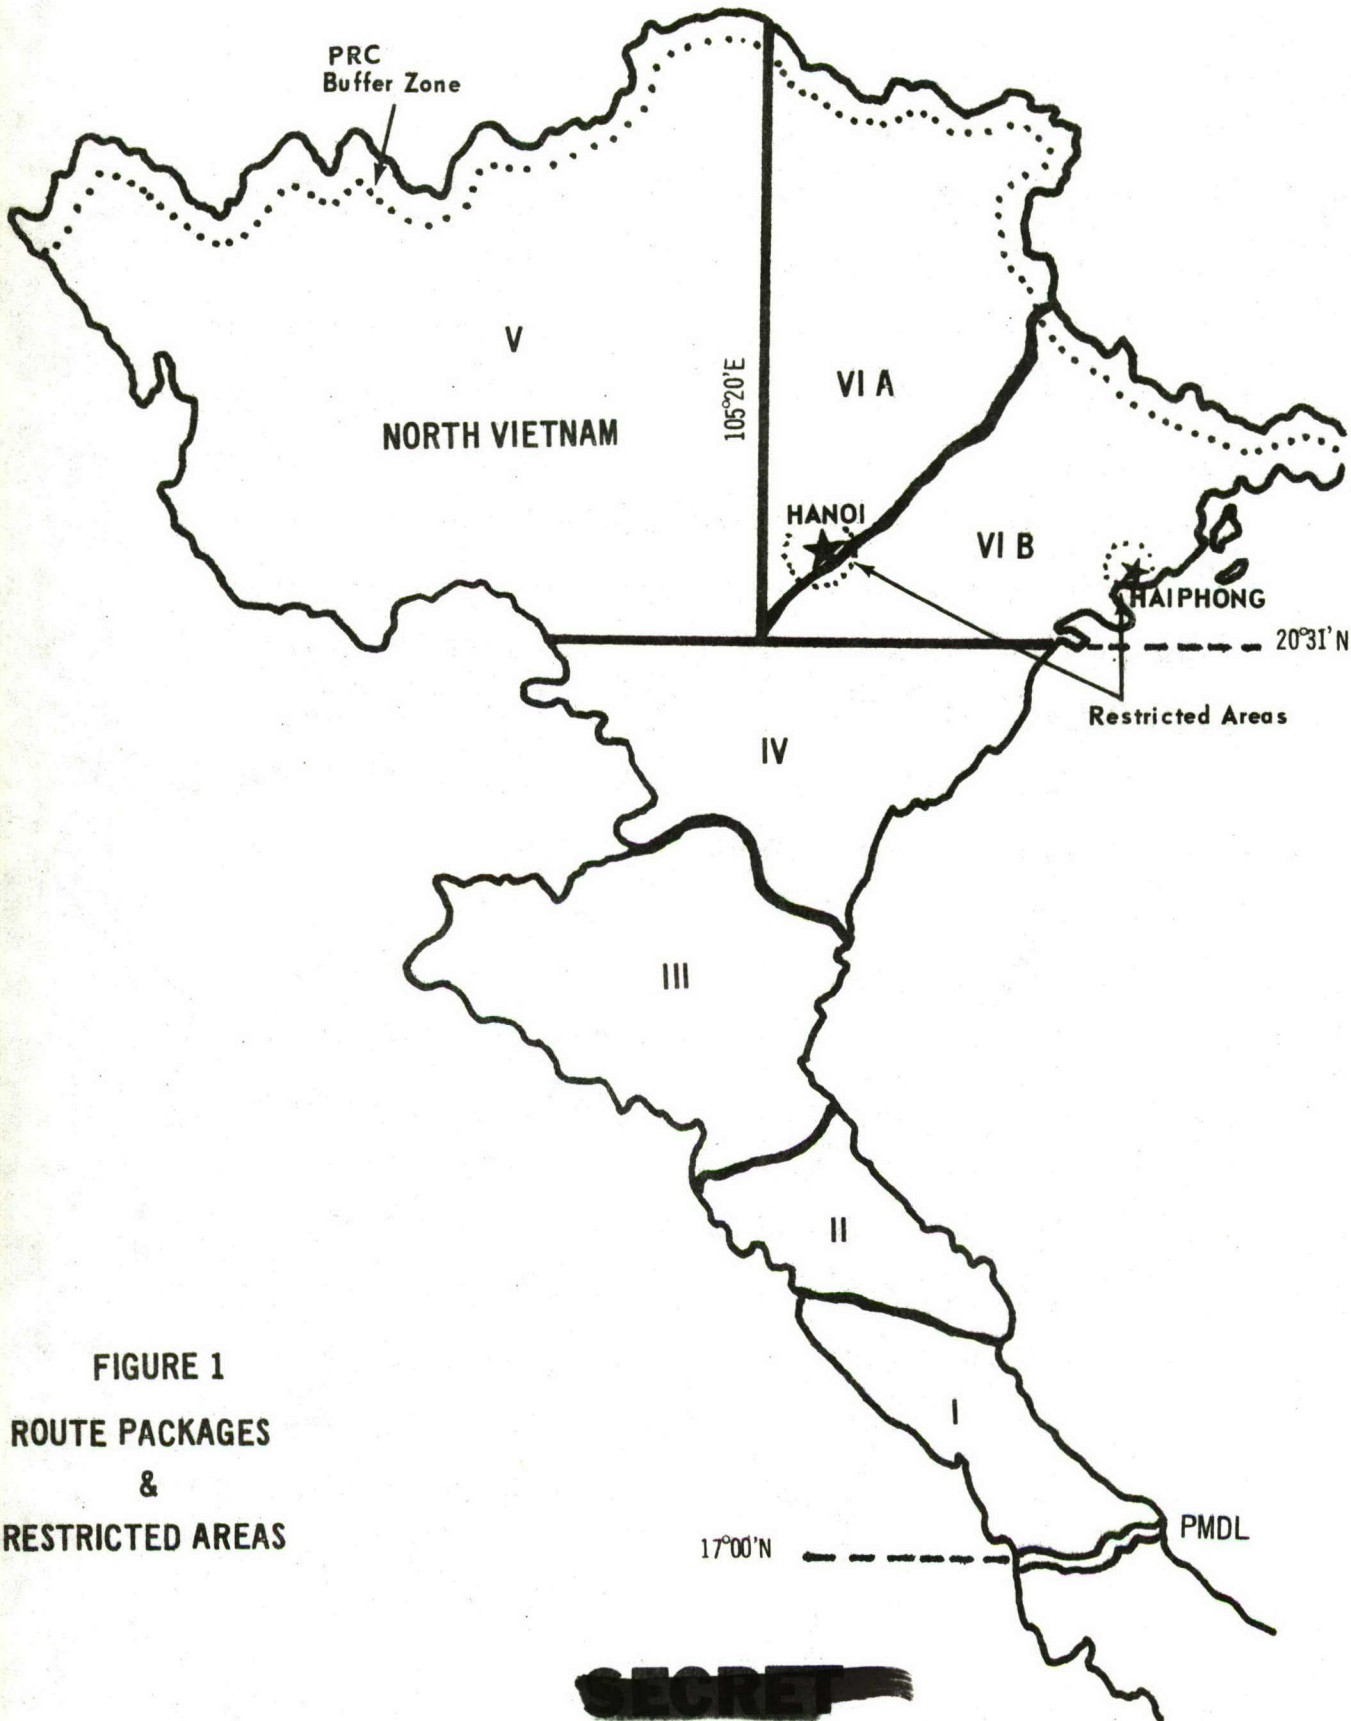 PRC
Buffer Zone
V
NORTH VIETNAM
105°20'E
VI A
HANOI
VI B
HAIPHONG
20°31'N
Restricted Areas
IV
III
II
I
FIGURE 1
ROUTE PACKAGES
&
RESTRICTED AREAS
17°00'N
PMDL
SECRET